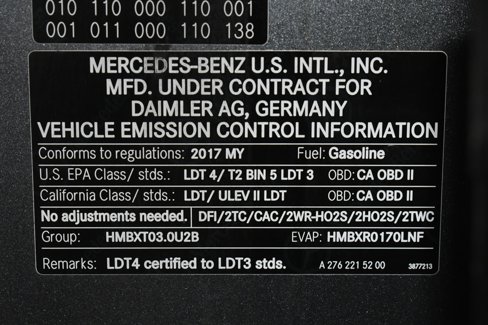 010 110 000 110 001
001 011 000 110 138
MERCEDES-BENZ U.S. INTL., INC.
MFD. UNDER CONTRACT FOR
DAIMLER AG, GERMANY
VEHICLE EMISSION CONTROL INFORMATION
Conforms to regulations: 2017 MY Fuel: Gasoline
U.S. EPA Class/ stds.: LDT 4/ T2 BIN 5 LDT 3 OBD: CA OBD II
California Class/ stds.: LDT/ ULEV II LDT OBD: CA OBD II
No adjustments needed. DFI/2TC/CAC/2WR-HO2S/2HO2S/2TWC
Group: HMBXT03.0U2B EVAP: HMBXR0170LNF
Remarks: LDT4 certified to LDT3 stds. A 276 221 52 00 3877213